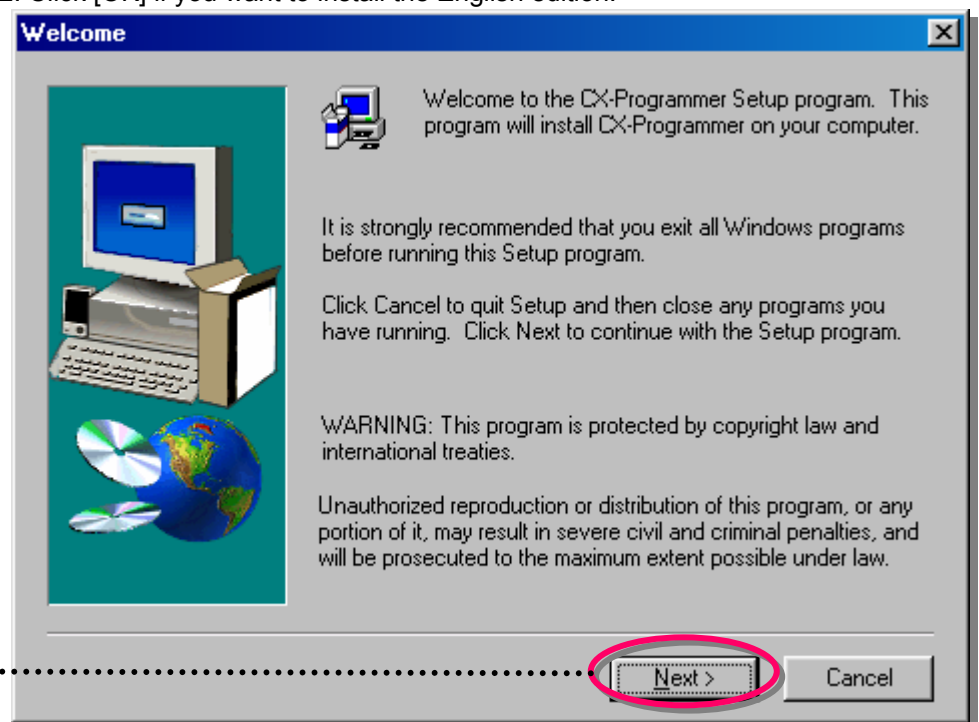 2. Click [OK] if you want to install the English edition.
Welcome
Welcome to the CX-Programmer Setup program. This
program will install CX-Programmer on your computer.
It is strongly recommended that you exit all Windows programs
before running this Setup program.
Click Cancel to quit Setup and then close any programs you
have running. Click Next to continue with the Setup program.
WARNING: This program is protected by copyright law and
international treaties.
Unauthorized reproduction or distribution of this program, or any
portion of it, may result in severe civil and criminal penalties, and
will be prosecuted to the maximum extent possible under law.
Next >
Cancel